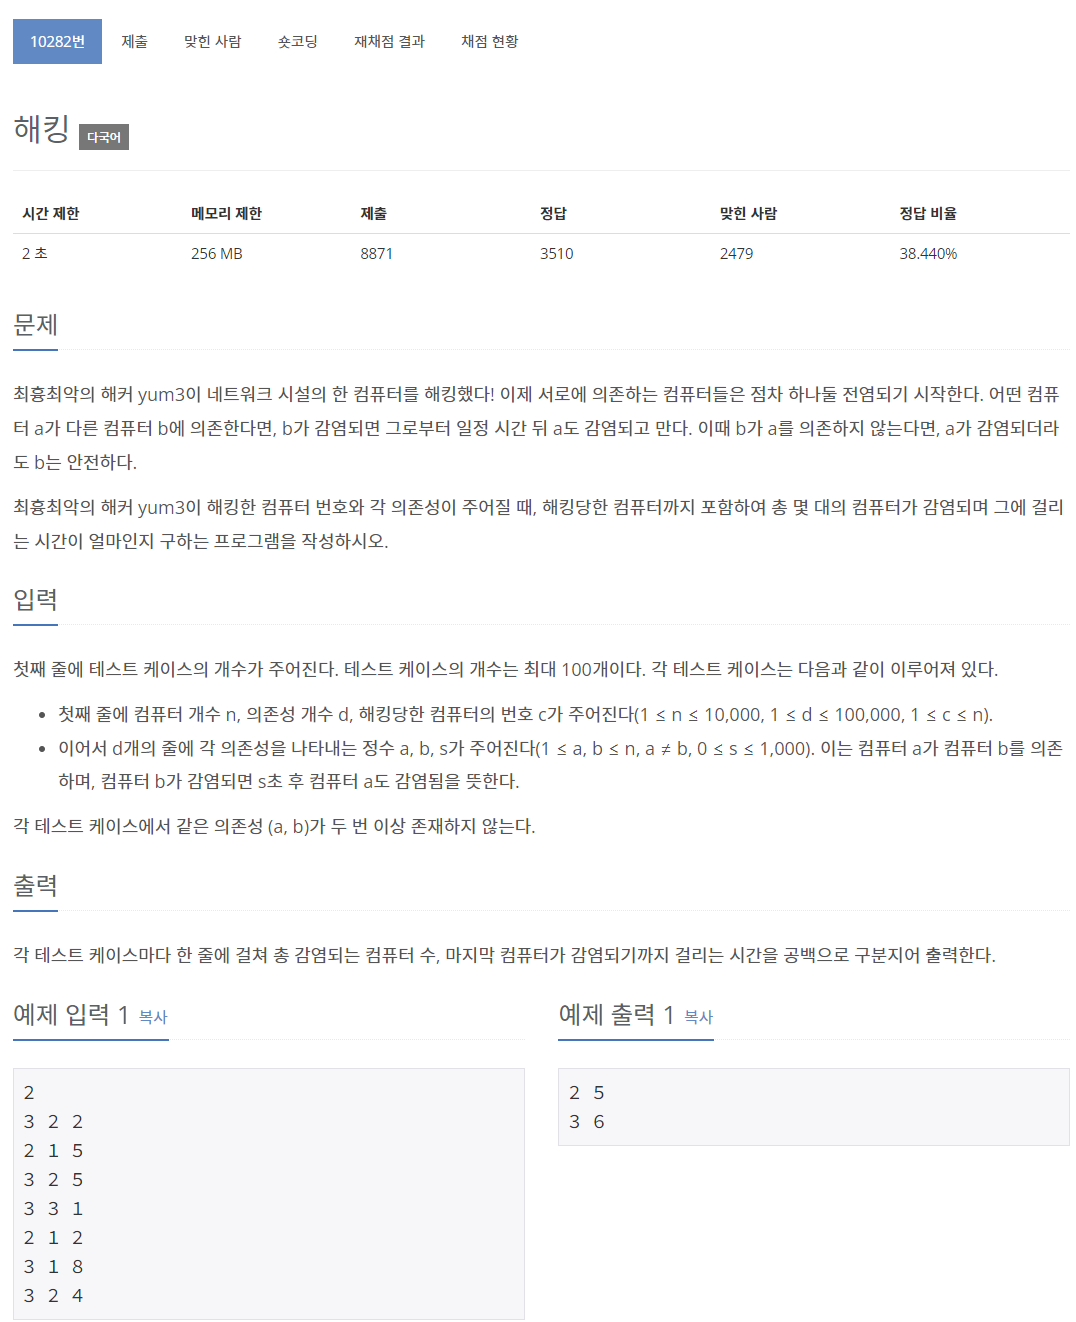 10282번 제출 맞힌 사람 숏코딩 재채점 결과 채점 현황
해킹 다국어
시간 제한 메모리 제한 제출 정답 맞힌 사람 정답 비율
2 초 256 MB 8871 3510 2479 38.440%
문제
최흉최악의 해커 yum3이 네트워크 시설의 한 컴퓨터를 해킹했다! 이제 서로에 의존하는 컴퓨터들은 점차 하나둘 전염되기 시작한다. 어떤 컴퓨
터 a가 다른 컴퓨터 b에 의존한다면, b가 감염되면 그로부터 일정 시간 뒤 a도 감염되고 만다. 이때 b가 a를 의존하지 않는다면, a가 감염되더라
도 b는 안전하다.
최흉최악의 해커 yum3이 해킹한 컴퓨터 번호와 각 의존성이 주어질 때, 해킹당한 컴퓨터까지 포함하여 총 몇 대의 컴퓨터가 감염되며 그에 걸리
는 시간이 얼마인지 구하는 프로그램을 작성하시오.
입력
첫째 줄에 테스트 케이스의 개수가 주어진다. 테스트 케이스의 개수는 최대 100개이다. 각 테스트 케이스는 다음과 같이 이루어져 있다.
• 첫째 줄에 컴퓨터 개수 n, 의존성 개수 d, 해킹당한 컴퓨터의 번호 c가 주어진다(1 ≤ n ≤ 10,000, 1 ≤ d ≤ 100,000, 1 ≤ c ≤ n).
• 이어서 d개의 줄에 각 의존성을 나타내는 정수 a, b, s가 주어진다(1 ≤ a, b ≤ n, a ≠ b, 0 ≤ s ≤ 1,000). 이는 컴퓨터 a가 컴퓨터 b를 의존
하며, 컴퓨터 b가 감염되면 s초 후 컴퓨터 a도 감염됨을 뜻한다.
각 테스트 케이스에서 같은 의존성 (a, b)가 두 번 이상 존재하지 않는다.
출력
각 테스트 케이스마다 한 줄에 걸쳐 총 감염되는 컴퓨터 수, 마지막 컴퓨터가 감염되기까지 걸리는 시간을 공백으로 구분지어 출력한다.
예제 입력 1 복사
2
3 2 2
2 1 5
3 2 5
3 3 1
2 1 2
3 1 8
3 2 4
예제 출력 1 복사
2 5
3 6